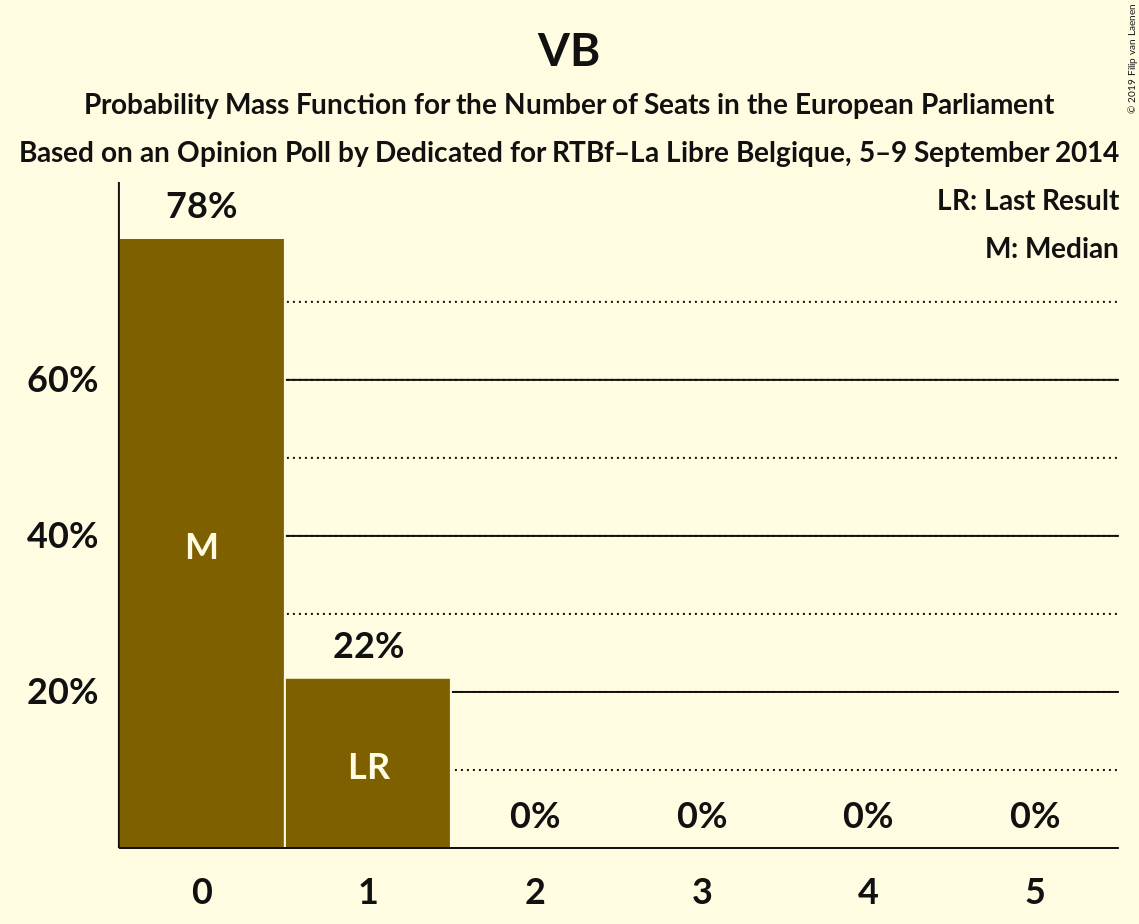 VB
Probability Mass Function for the Number of Seats in the European Parliament
Based on an Opinion Poll by Dedicated for RTBf–La Libre Belgique, 5–9 September 2014
© 2019 Filip van Laenen
LR: Last Result
M: Median
78%
60%
40%
20%
M
22%
LR
0%
0%
0%
0%
0
1
2
3
4
5